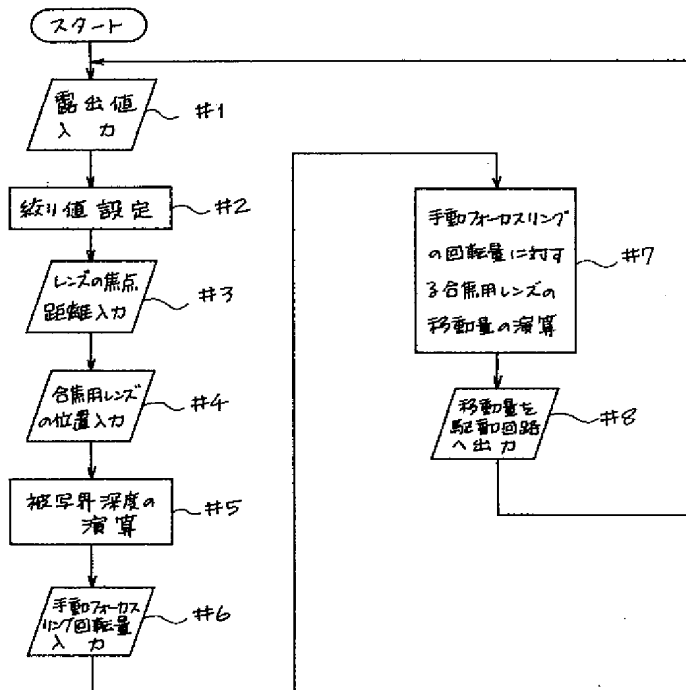 スタート
露出値
入力
#1
絞り値設定
#2
レンズの焦点
距離入力
#3
合焦用レンズ
の位置入力
#4
被写界深度の
演算
#5
手動フォーカス
リング回転量
入力
#6
手動フォーカスリング
の回転量に対す
る合焦用レンズの
移動量の演算
#7
移動量を
駆動回路
へ出力
#8